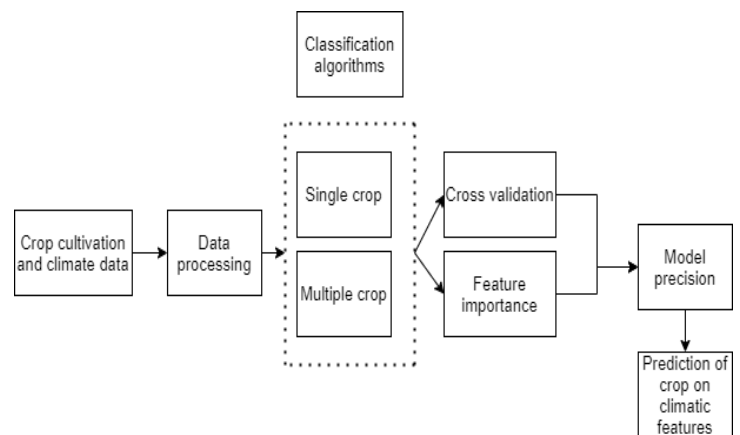 Classification
algorithms
Single crop
Cross validation
Crop cultivation
and climate data
Data
processing
Model
precision
Multiple crop
Feature
importance
Prediction of
crop on
climatic
features